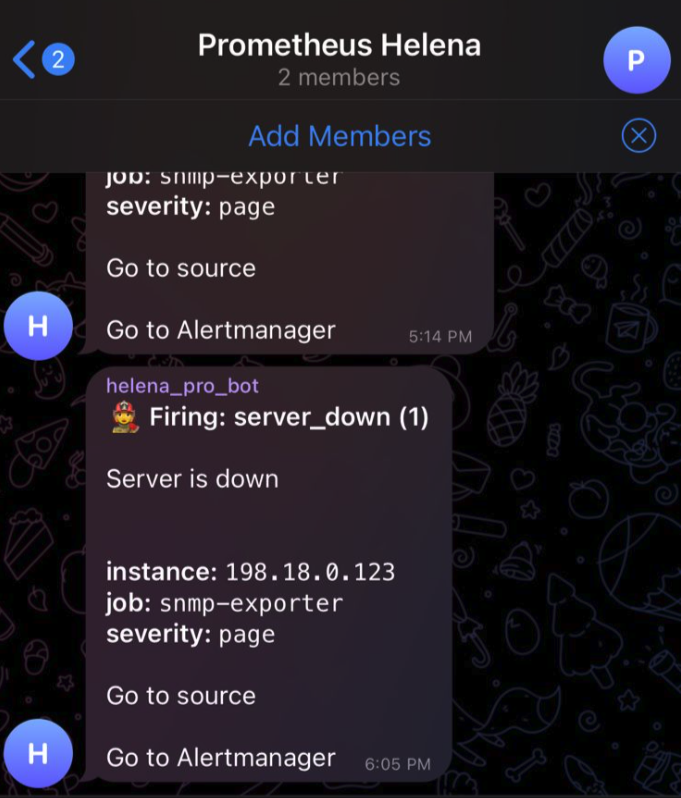 2
Prometheus Helena
2 members
P
Add Members
job: snmp-exporter
severity: page
Go to source
Go to Alertmanager
5:14 PM
H
helena_pro_bot
Firing: server_down (1)
Server is down
instance: 198.18.0.123
job: snmp-exporter
severity: page
Go to source
Go to Alertmanager
6:05 PM
H